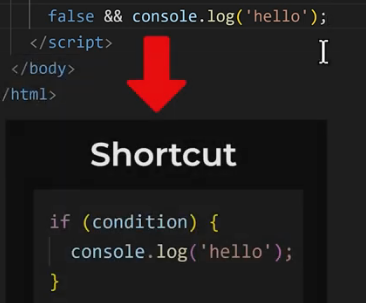 false && console.log('hello');
</script>
</body>
/html>
Shortcut
if (condition) {
console.log('hello');
}